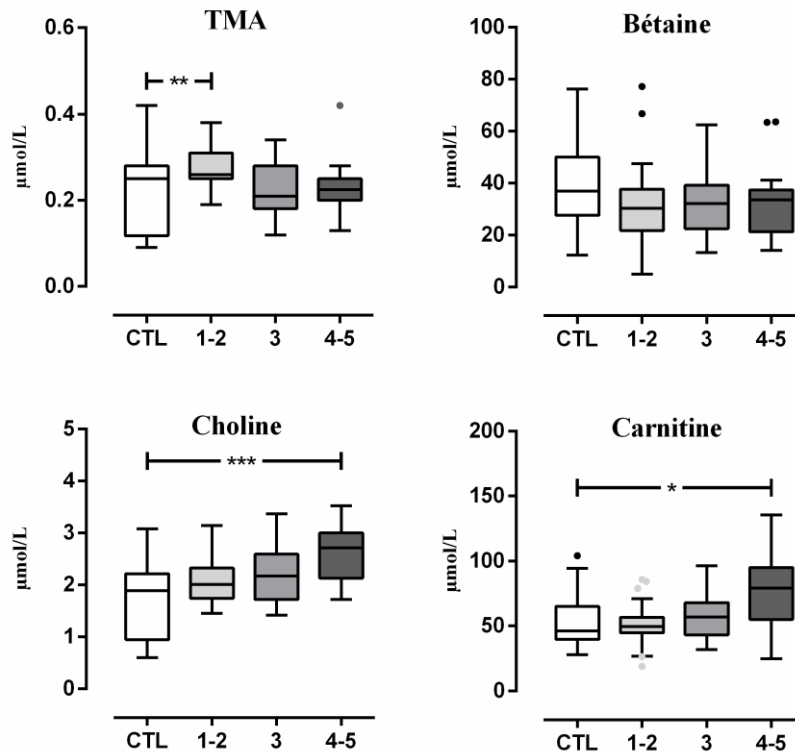 TMA
0.6
0.4
0.2
0.0
µmol/L
**
CTL 1-2 3 4-5
Bétaine
100
80
60
40
20
0
µmol/L
CTL 1-2 3 4-5
Choline
5
4
3
2
1
0
µmol/L
***
CTL 1-2 3 4-5
Carnitine
200
150
100
50
0
µmol/L
*
CTL 1-2 3 4-5